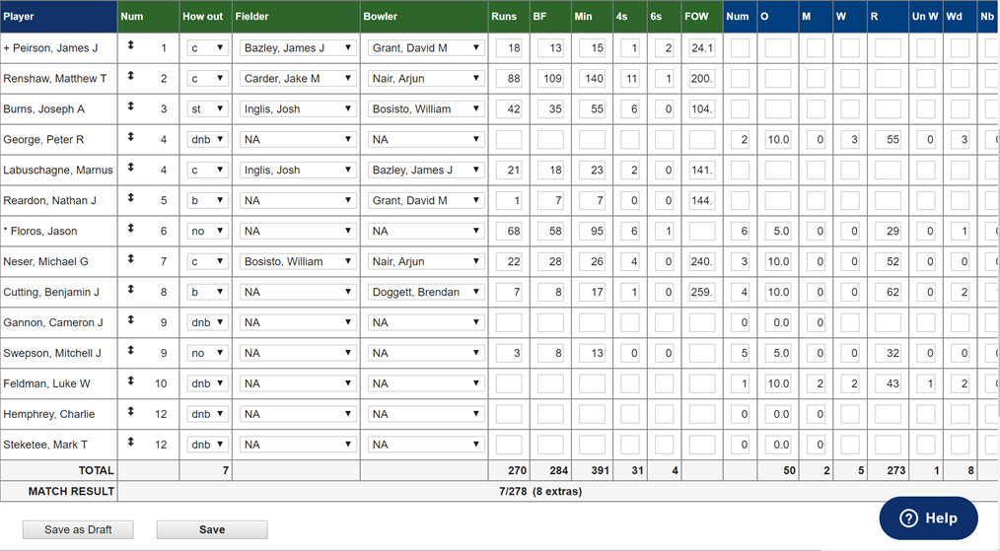 Player Num How out Fielder Bowler Runs BF Min 4s 6s FOW Num O M W R Un W Wd Nb
+ Peirson, James J 1 c Bazley, James J Grant, David M 18 13 15 1 2 24.1
Renshaw, Matthew T 2 c Carder, Jake M Nair, Arjun 88 109 140 11 1 200.
Burns, Joseph A 3 st Inglis, Josh Bosisto, William 42 35 55 6 0 104.
George, Peter R 4 dnb NA NA 2 10.0 0 3 55 0 3
Labuschagne, Marnus 4 c Inglis, Josh Bazley, James J 21 18 23 2 0 141.
Reardon, Nathan J 5 b NA Grant, David M 1 7 7 0 0 144.
* Floros, Jason 6 no NA NA 68 58 95 6 1 6 5.0 0 0 29 0 1
Neser, Michael G 7 c Bosisto, William Nair, Arjun 22 28 26 4 0 240. 3 10.0 0 0 52 0 0
Cutting, Benjamin J 8 b NA Doggett, Brendan 7 8 17 1 0 259. 4 10.0 0 0 62 0 2
Gannon, Cameron J 9 dnb NA NA 0 0.0 0
Swepson, Mitchell J 9 no NA NA 3 8 13 0 0 5 5.0 0 0 32 0 0
Feldman, Luke W 10 dnb NA NA 1 10.0 2 2 43 1 2
Hemphrey, Charlie 12 dnb NA NA 0 0.0 0
Steketee, Mark T 12 dnb NA NA 0 0.0 0
TOTAL 7 270 284 391 31 4 50 2 5 273 1 8
MATCH RESULT 7/278 (8 extras)
Save as Draft Save
? Help